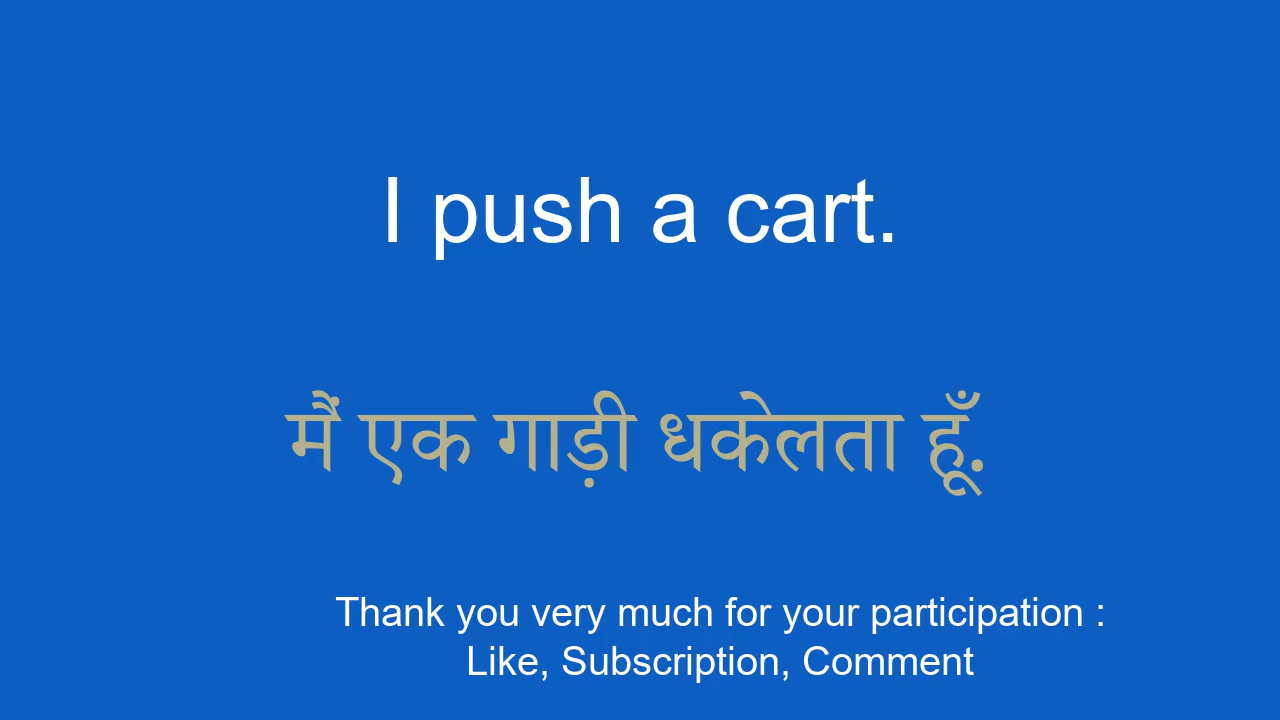 I push a cart.
मैं एक गाड़ी धकेलता हूँ.
Thank you very much for your participation :
Like, Subscription, Comment